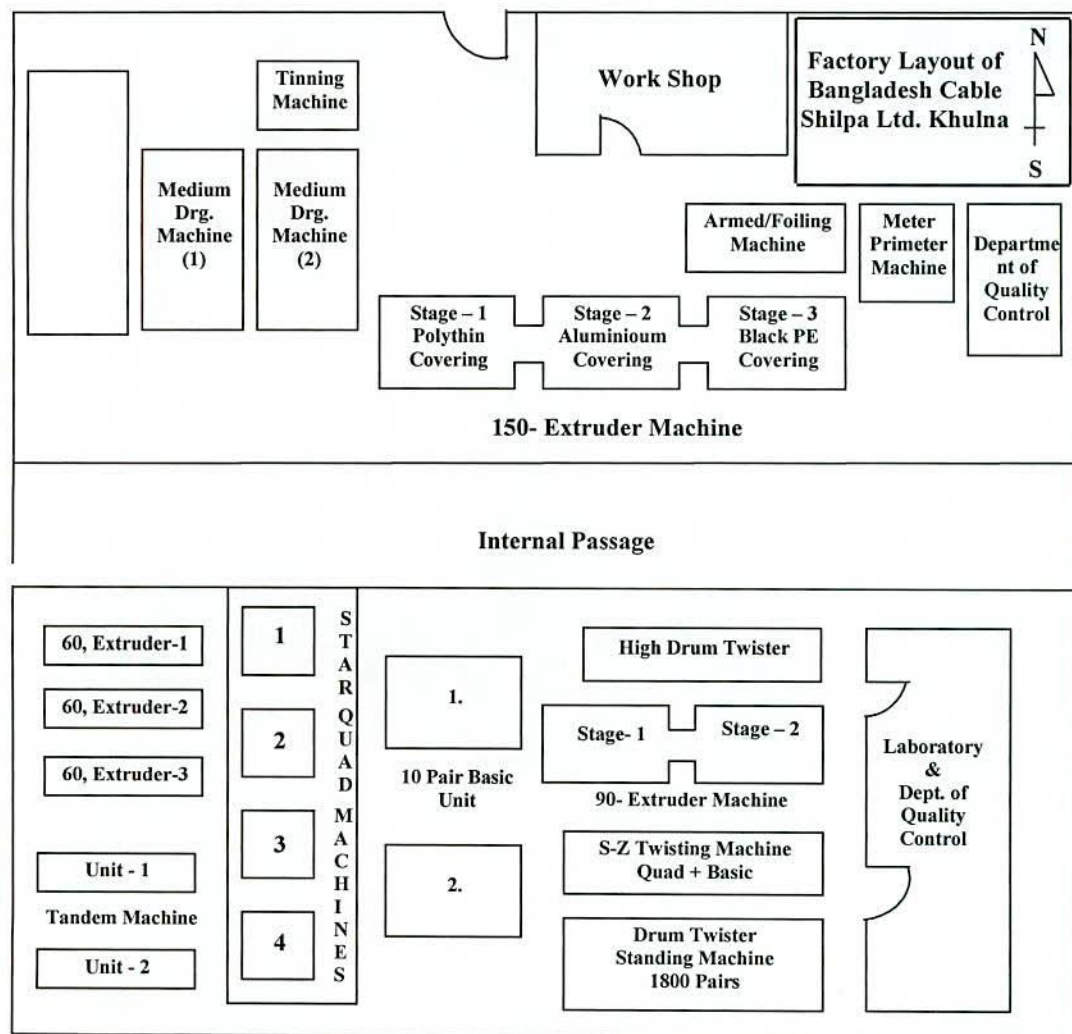 Factory Layout of
Bangladesh Cable
Shilpa Ltd. Khulna
N
S
Work Shop
Tinning
Machine
Medium
Drg.
Machine
(1)
Medium
Drg.
Machine
(2)
Armed/Foiling
Machine
Meter
Primeter
Machine
Departme
nt of
Quality
Control
Stage – 1
Polythin
Covering
Stage – 2
Aluminioum
Covering
Stage – 3
Black PE
Covering
150- Extruder Machine
Internal Passage
60, Extruder-1
60, Extruder-2
60, Extruder-3
Unit - 1
Tandem Machine
Unit - 2
1
2
3
4
STAR QUAD MACHINES
1.
10 Pair Basic
Unit
2.
High Drum Twister
Stage- 1
Stage – 2
90- Extruder Machine
S-Z Twisting Machine
Quad + Basic
Drum Twister
Standing Machine
1800 Pairs
Laboratory
&
Dept. of
Quality
Control